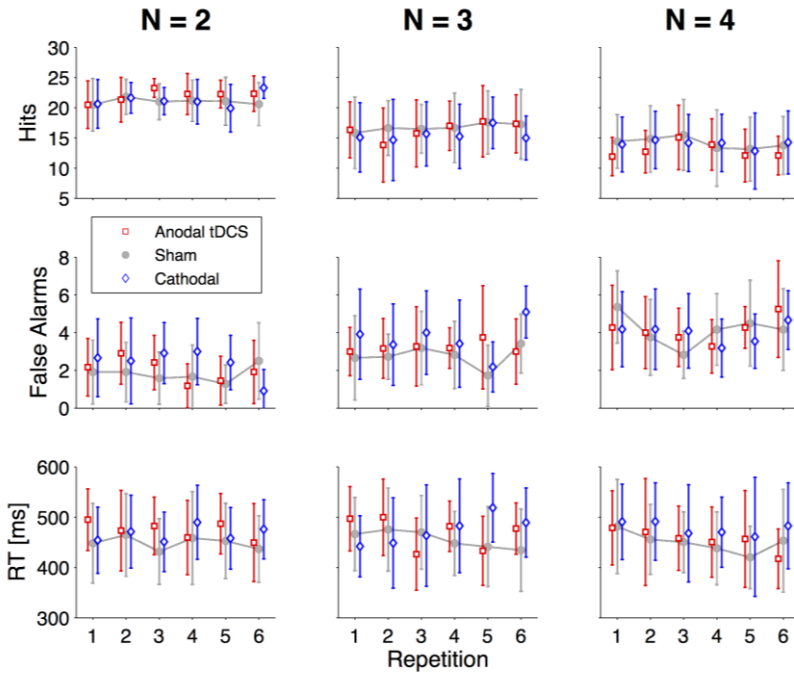 N = 2
N = 3
N = 4
Hits
30
25
20
15
10
5
Anodal tDCS
Sham
Cathodal
False Alarms
8
6
4
2
0
RT [ms]
600
500
400
300
1 2 3 4 5 6
1 2 3 4 5 6
1 2 3 4 5 6
Repetition